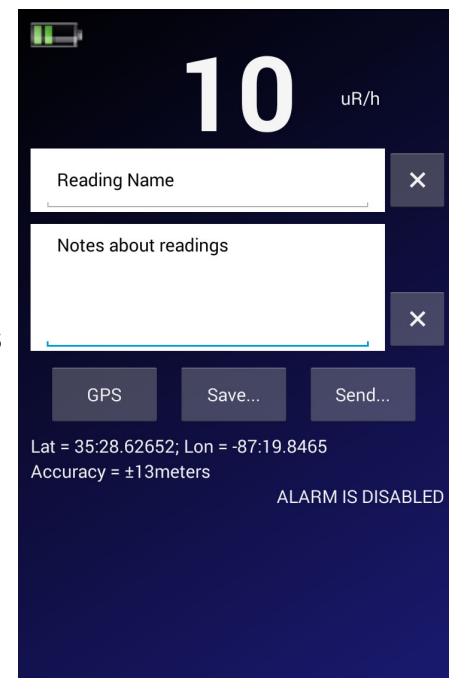 10 uR/h
Reading Name
×
Notes about readings
×
GPS Save... Send...
Lat = 35:28.62652; Lon = -87:19.8465
Accuracy = ±13meters
ALARM IS DISABLED